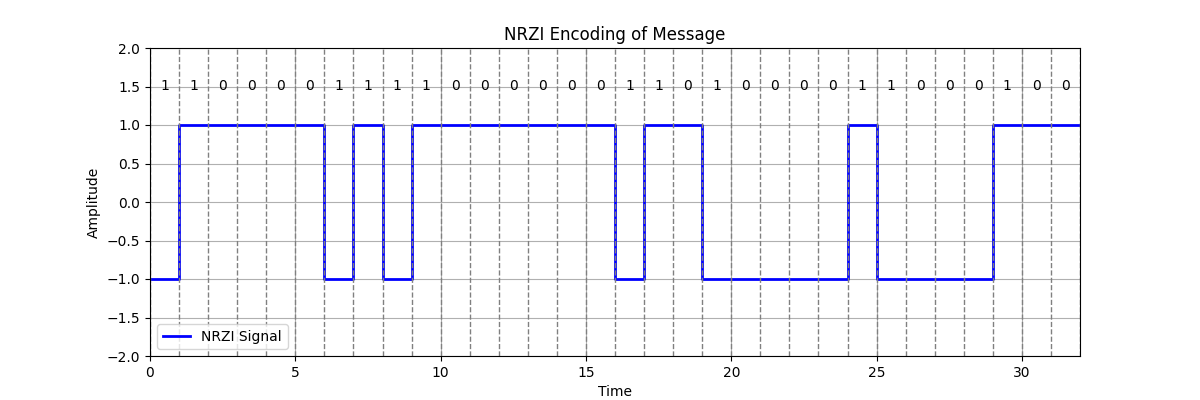 NRZI Encoding of Message
2.0
1.5
1.0
0.5
0.0
−0.5
−1.0
−1.5
−2.0
Amplitude
1 1 0 0 0 0 1 1 1 1 0 0 0 0 0 0 1 1 0 1 0 0 0 0 1 1 0 0 0 1 0 0
NRZI Signal
0 5 10 15 20 25 30
Time